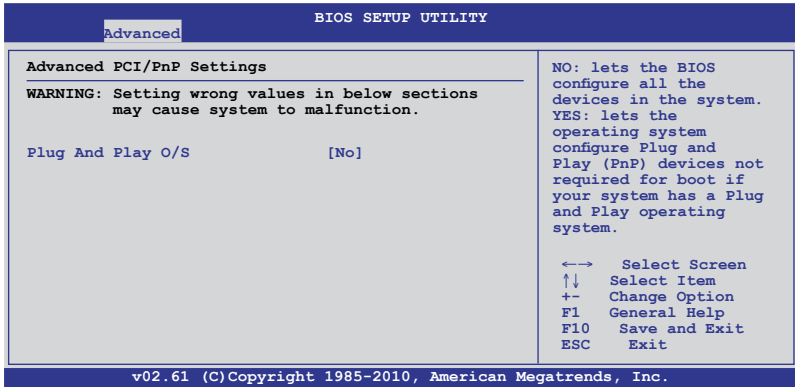 BIOS SETUP UTILITY
Advanced
Advanced PCI/PnP Settings
WARNING: Setting wrong values in below sections
may cause system to malfunction.
Plug And Play O/S [No]
NO: lets the BIOS
configure all the
devices in the system.
YES: lets the
operating system
configure Plug and
Play (PnP) devices not
required for boot if
your system has a Plug
and Play operating
system.
←→ Select Screen
↑↓ Select Item
+- Change Option
F1 General Help
F10 Save and Exit
ESC Exit
v02.61 (C)Copyright 1985-2010, American Megatrends, Inc.